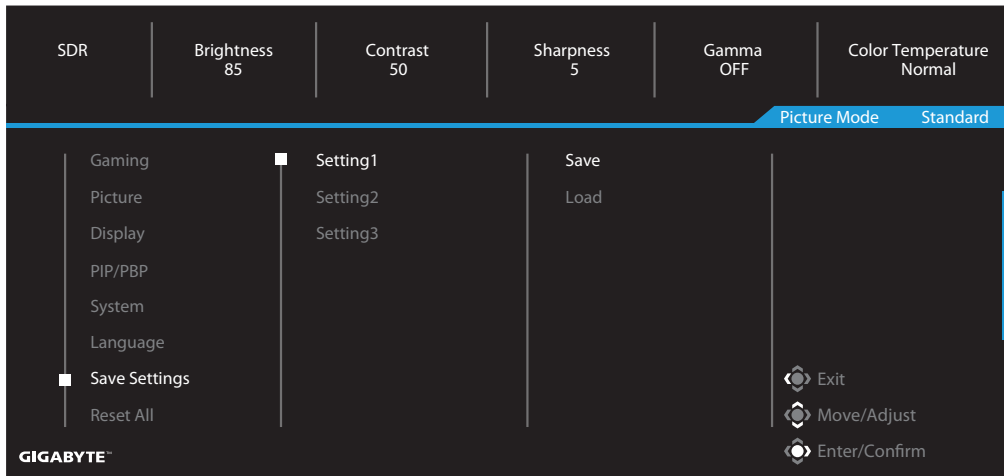 SDR
Brightness
85
Contrast
50
Sharpness
5
Gamma
OFF
Color Temperature
Normal
Picture Mode Standard
Gaming
Picture
Display
PIP/PBP
System
Language
Save Settings
Reset All
Setting1
Setting2
Setting3
Save
Load
Exit
Move/Adjust
Enter/Confirm
GIGABYTE™